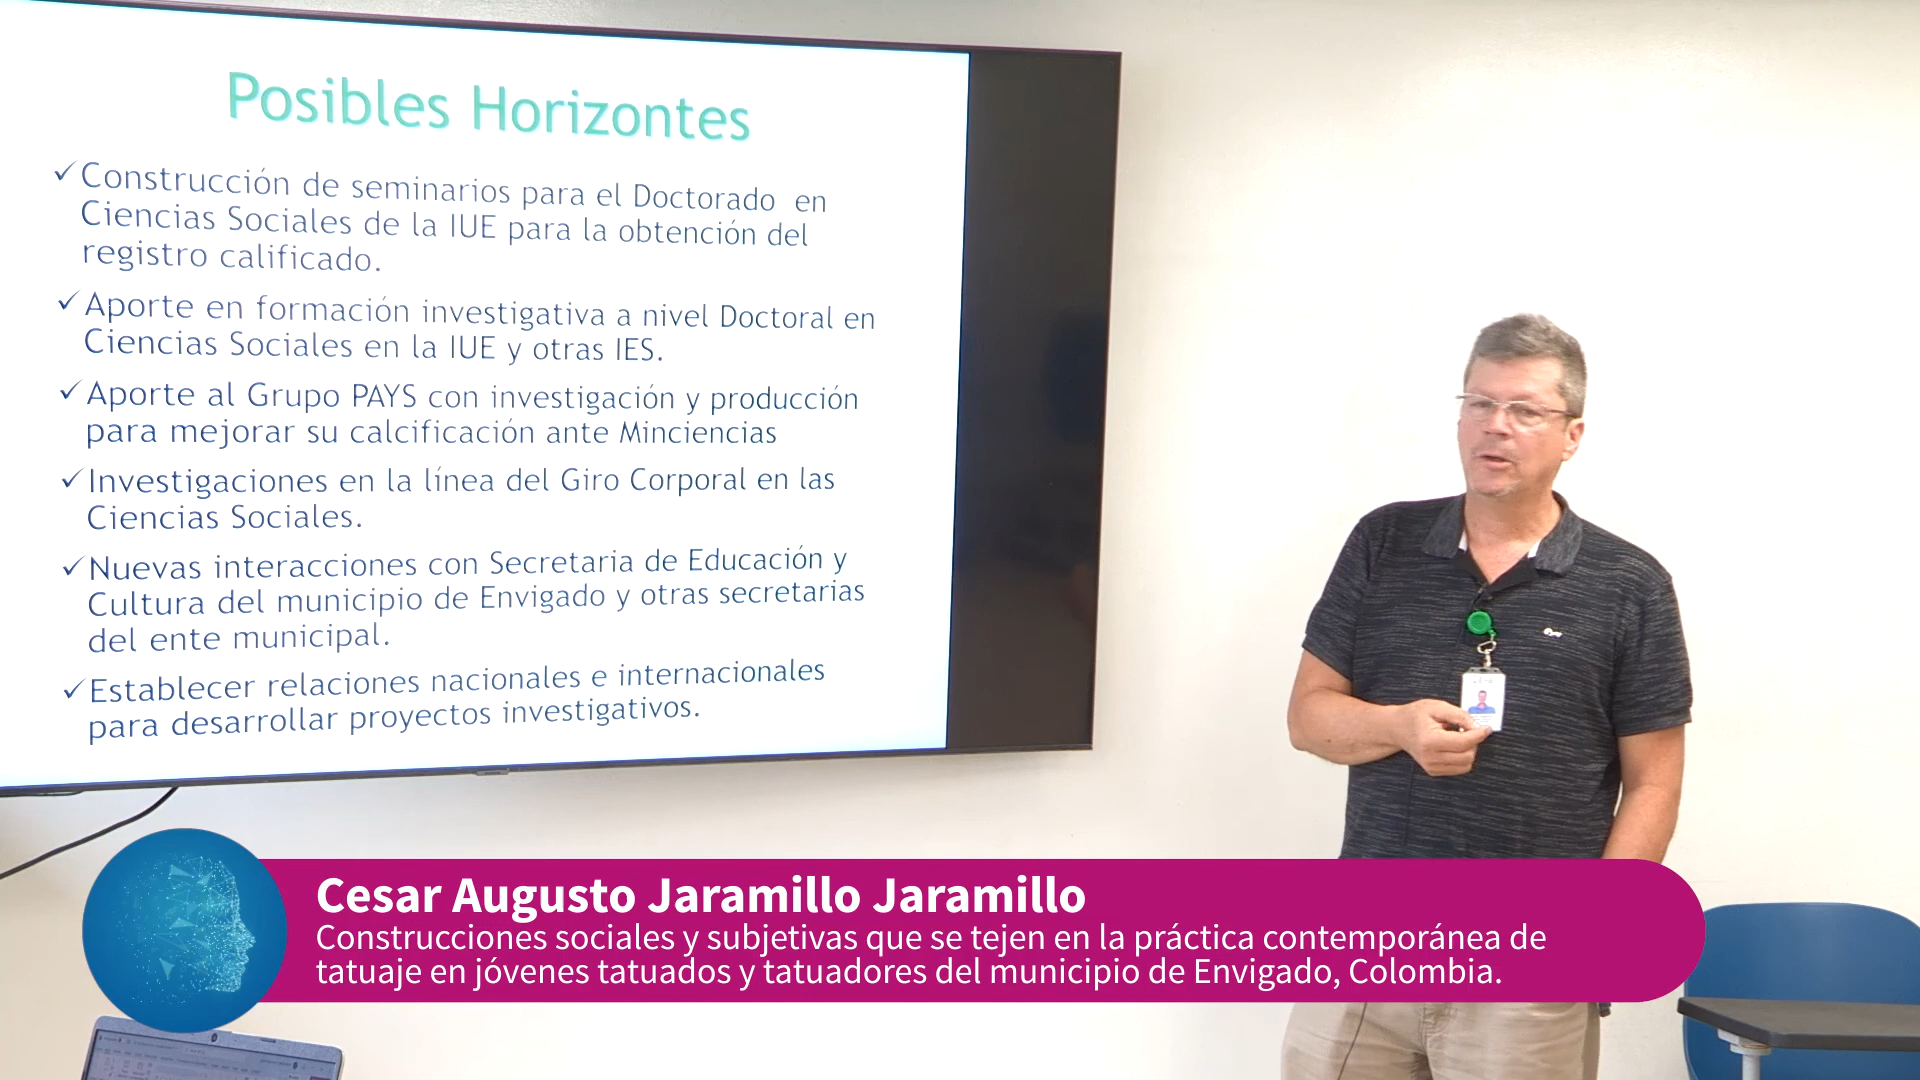 Posibles Horizontes
✓Construcción de seminarios para el Doctorado en
Ciencias Sociales de la IUE para la obtención del
registro calificado.
✓Aporte en formación investigativa a nivel Doctoral en
Ciencias Sociales en la IUE y otras IES.
✓Aporte al Grupo PAYS con investigación y producción
para mejorar su calcificación ante Minciencias
✓Investigaciones en la línea del Giro Corporal en las
Ciencias Sociales.
✓Nuevas interacciones con Secretaria de Educación y
Cultura del municipio de Envigado y otras secretarias
del ente municipal.
✓Establecer relaciones nacionales e internacionales
para desarrollar proyectos investigativos.
Cesar Augusto Jaramillo Jaramillo
Construcciones sociales y subjetivas que se tejen en la práctica contemporánea de
tatuaje en jóvenes tatuados y tatuadores del municipio de Envigado, Colombia.